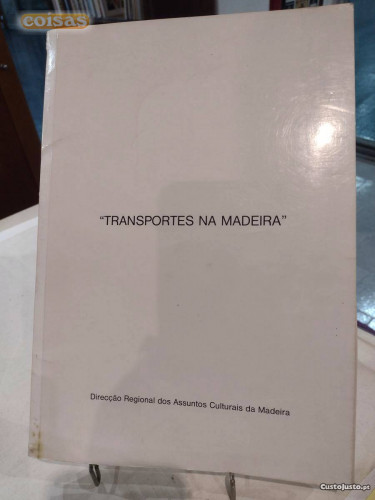 coisas
“TRANSPORTES NA MADEIRA”
Direcção Regional dos Assuntos Culturais da Madeira
CustoJusto.pt